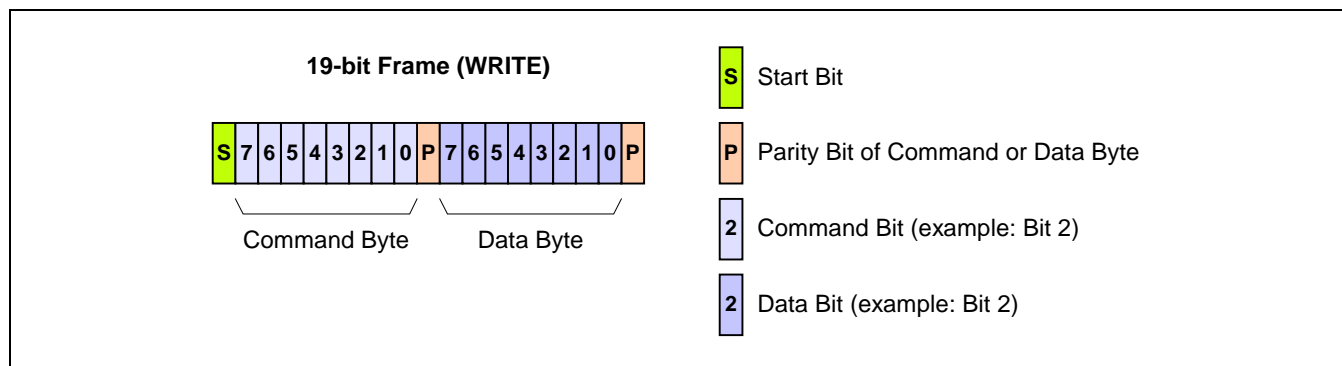 19-bit Frame (WRITE)
S 7 6 5 4 3 2 1 0 P 7 6 5 4 3 2 1 0 P
Command Byte Data Byte
S Start Bit
P Parity Bit of Command or Data Byte
2 Command Bit (example: Bit 2)
2 Data Bit (example: Bit 2)